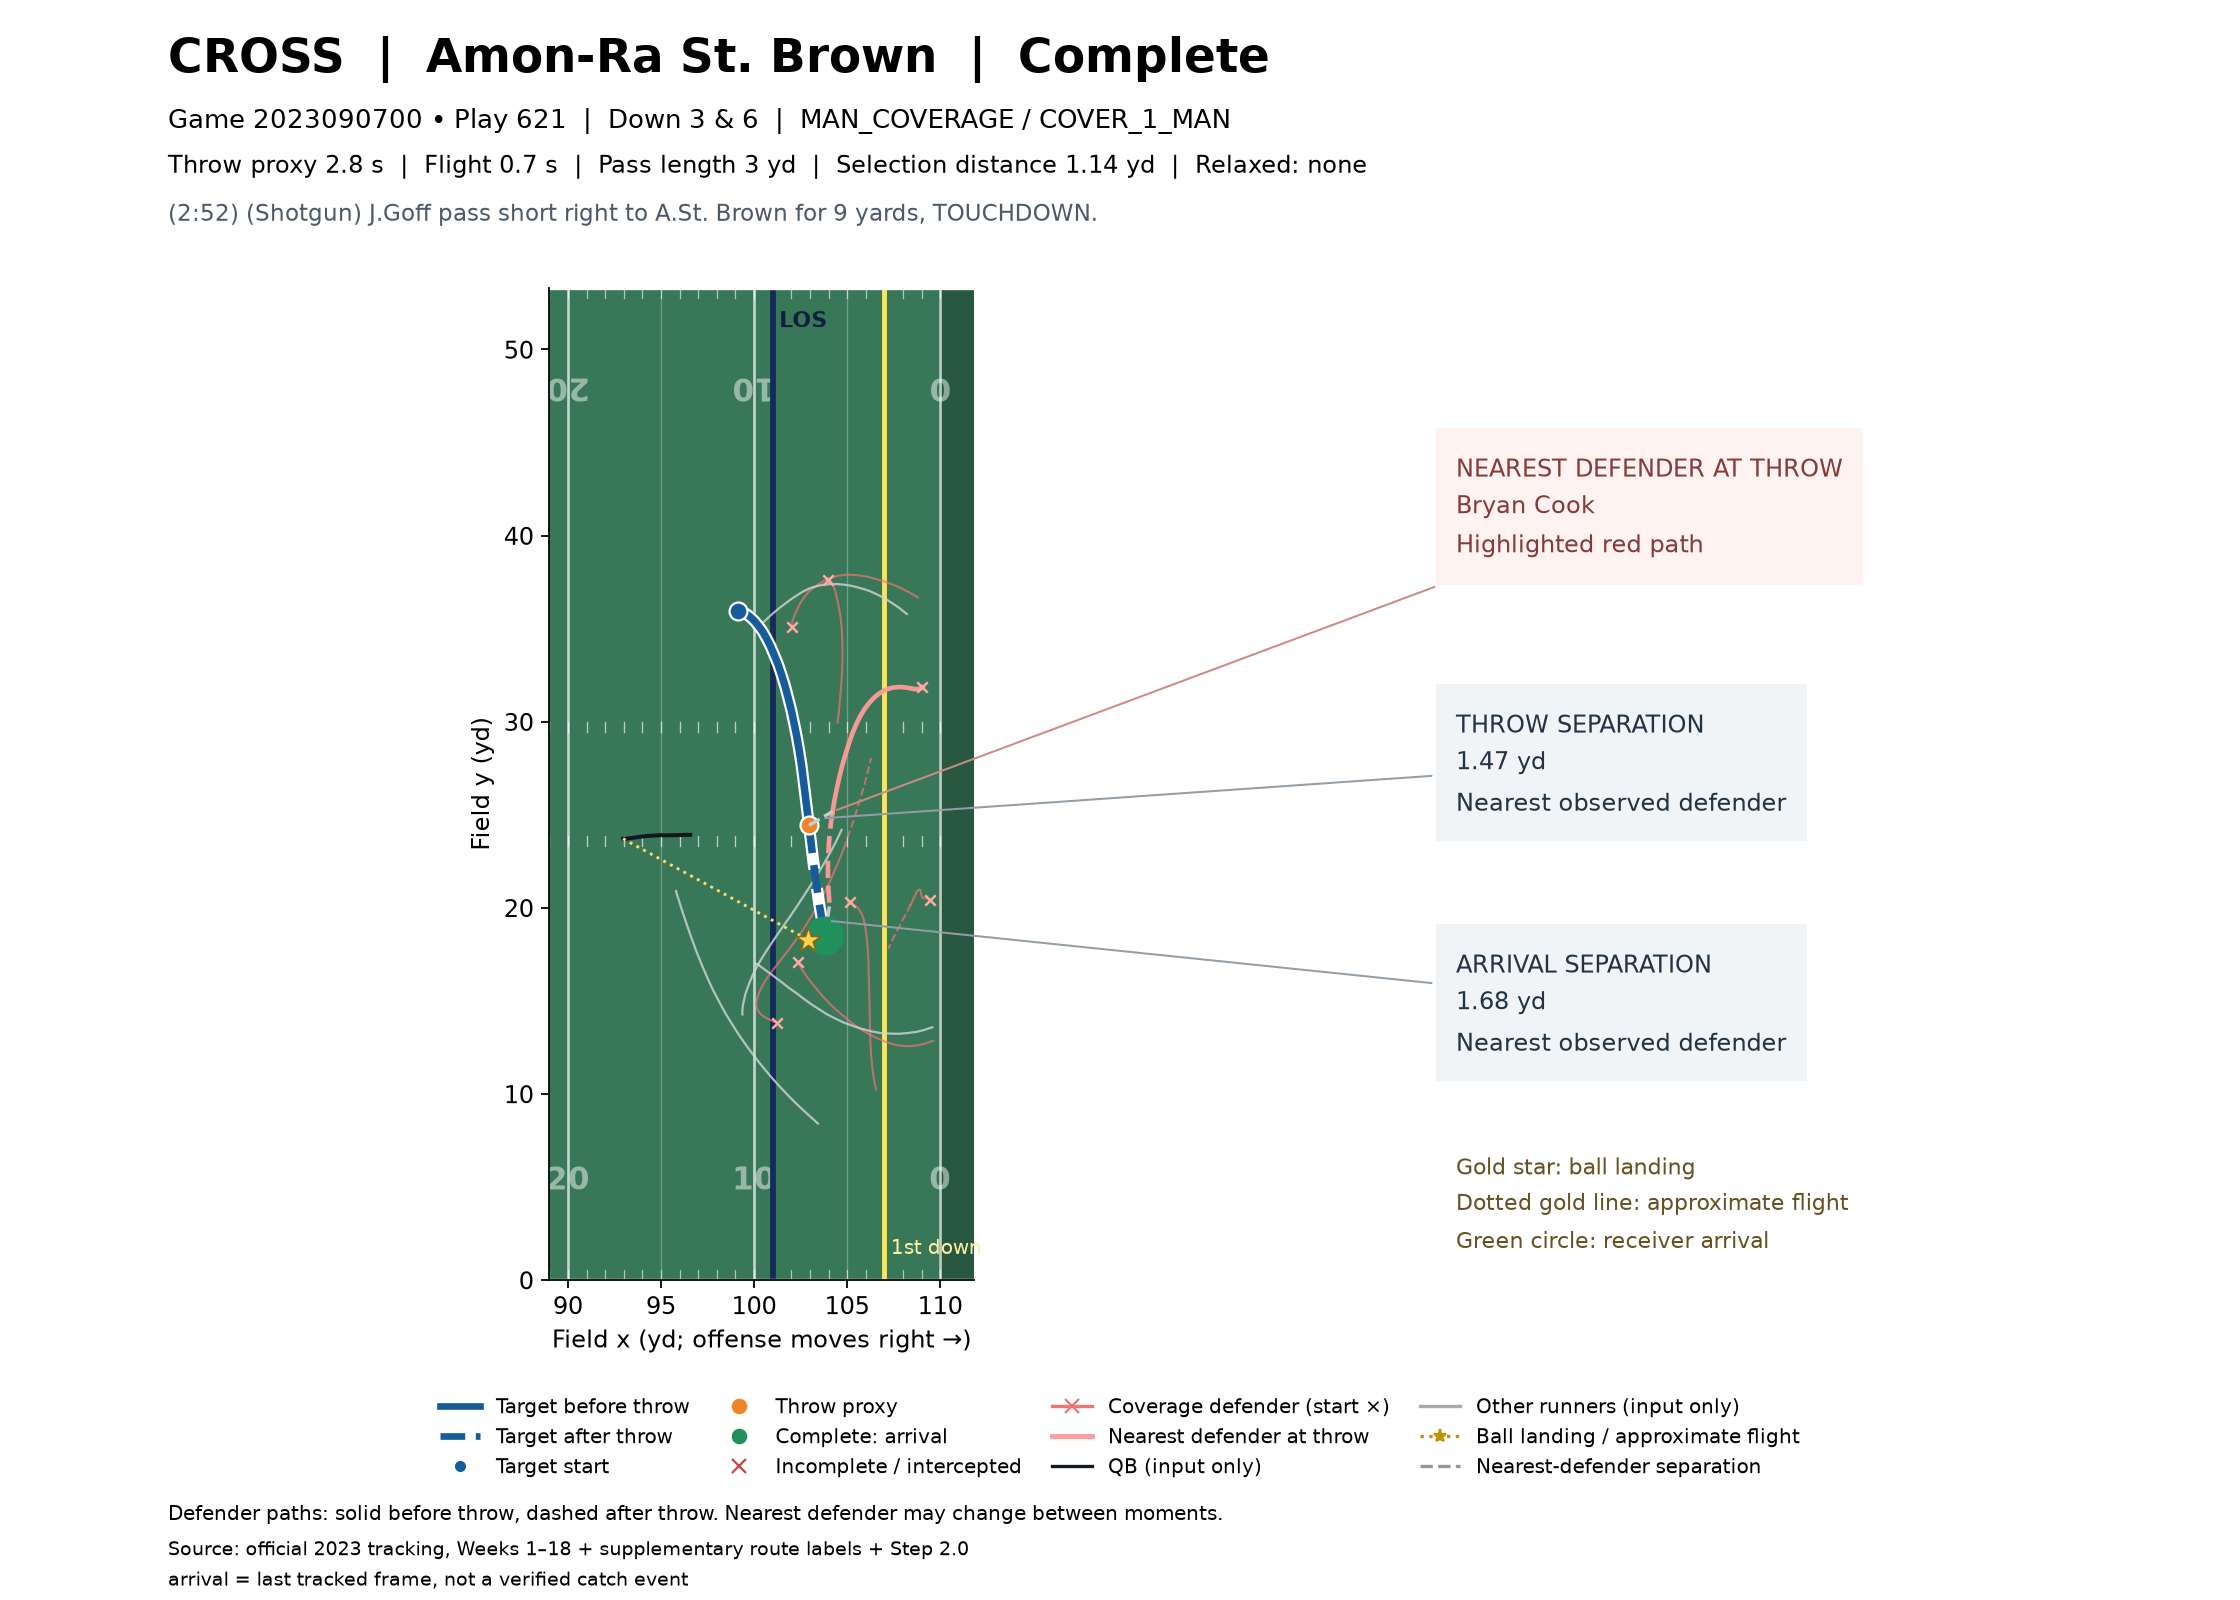 CROSS | Amon-Ra St. Brown | Complete
Game 2023090700 • Play 621 | Down 3 & 6 | MAN_COVERAGE / COVER_1_MAN
Throw proxy 2.8 s | Flight 0.7 s | Pass length 3 yd | Selection distance 1.14 yd | Relaxed: none
(2:52) (Shotgun) J.Goff pass short right to A.St. Brown for 9 yards, TOUCHDOWN.
LOS
50
20 10 0
40
30
20
10
0
20 10 0
1st down
Field y (yd)
90 95 100 105 110
Field x (yd; offense moves right →)
NEAREST DEFENDER AT THROW
Bryan Cook
Highlighted red path
THROW SEPARATION
1.47 yd
Nearest observed defender
ARRIVAL SEPARATION
1.68 yd
Nearest observed defender
Gold star: ball landing
Dotted gold line: approximate flight
Green circle: receiver arrival
Target before throw
Target after throw
Target start
Throw proxy
Complete: arrival
Incomplete / intercepted
Coverage defender (start ×)
Nearest defender at throw
QB (input only)
Other runners (input only)
Ball landing / approximate flight
Nearest-defender separation
Defender paths: solid before throw, dashed after throw. Nearest defender may change between moments.
Source: official 2023 tracking, Weeks 1–18 + supplementary route labels + Step 2.0
arrival = last tracked frame, not a verified catch event